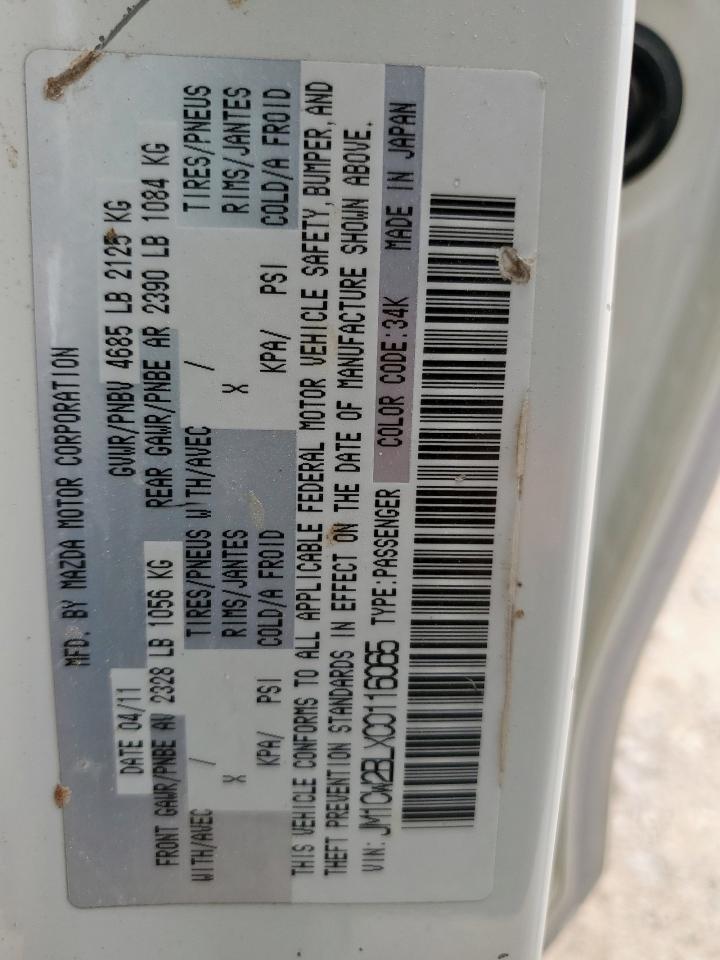 MFD. BY MAZDA MOTOR CORPORATION
DATE 04/11 GVWR/PNBV 4685 LB 2125 KG
FRONT GAWR/PNBE AV 2328 LB 1056 KG REAR GAWR/PNBE AR 2390 LB 1084 KG
WITH/AVEC / TIRES/PNEUS WITH/AVEC / TIRES/PNEUS
X RIMS/JANTES X RIMS/JANTES
KPA/ PSI COLD/A FROID KPA/ PSI COLD/A FROID
THIS VEHICLE CONFORMS TO ALL APPLICABLE FEDERAL MOTOR VEHICLE SAFETY, BUMPER, AND
THEFT PREVENTION STANDARDS IN EFFECT ON THE DATE OF MANUFACTURE SHOWN ABOVE.
VIN: JM1CW2BLXC0116065 TYPE:PASSENGER COLOR CODE:34K MADE IN JAPAN